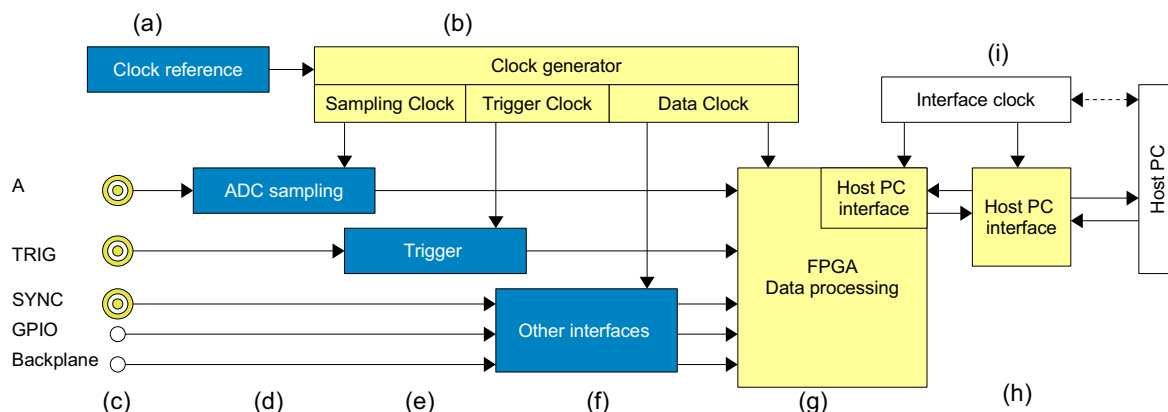 (a)
(b)
(i)
Clock reference
Clock generator
Sampling Clock
Trigger Clock
Data Clock
Interface clock
Host PC
A
ADC sampling
Host PC
interface
Host PC
interface
TRIG
Trigger
FPGA
Data processing
SYNC
GPIO
Backplane
Other interfaces
(c)
(d)
(e)
(f)
(g)
(h)